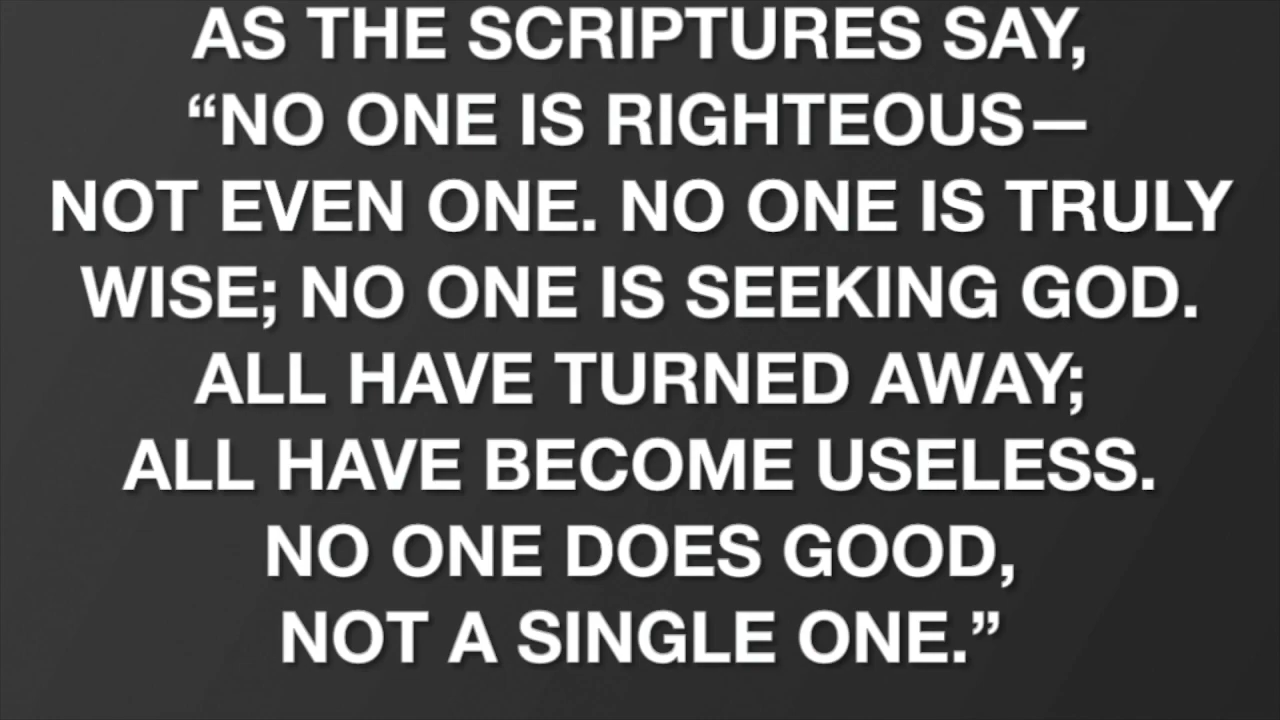 AS THE SCRIPTURES SAY,
“NO ONE IS RIGHTEOUS—
NOT EVEN ONE. NO ONE IS TRULY
WISE; NO ONE IS SEEKING GOD.
ALL HAVE TURNED AWAY;
ALL HAVE BECOME USELESS.
NO ONE DOES GOOD,
NOT A SINGLE ONE.”